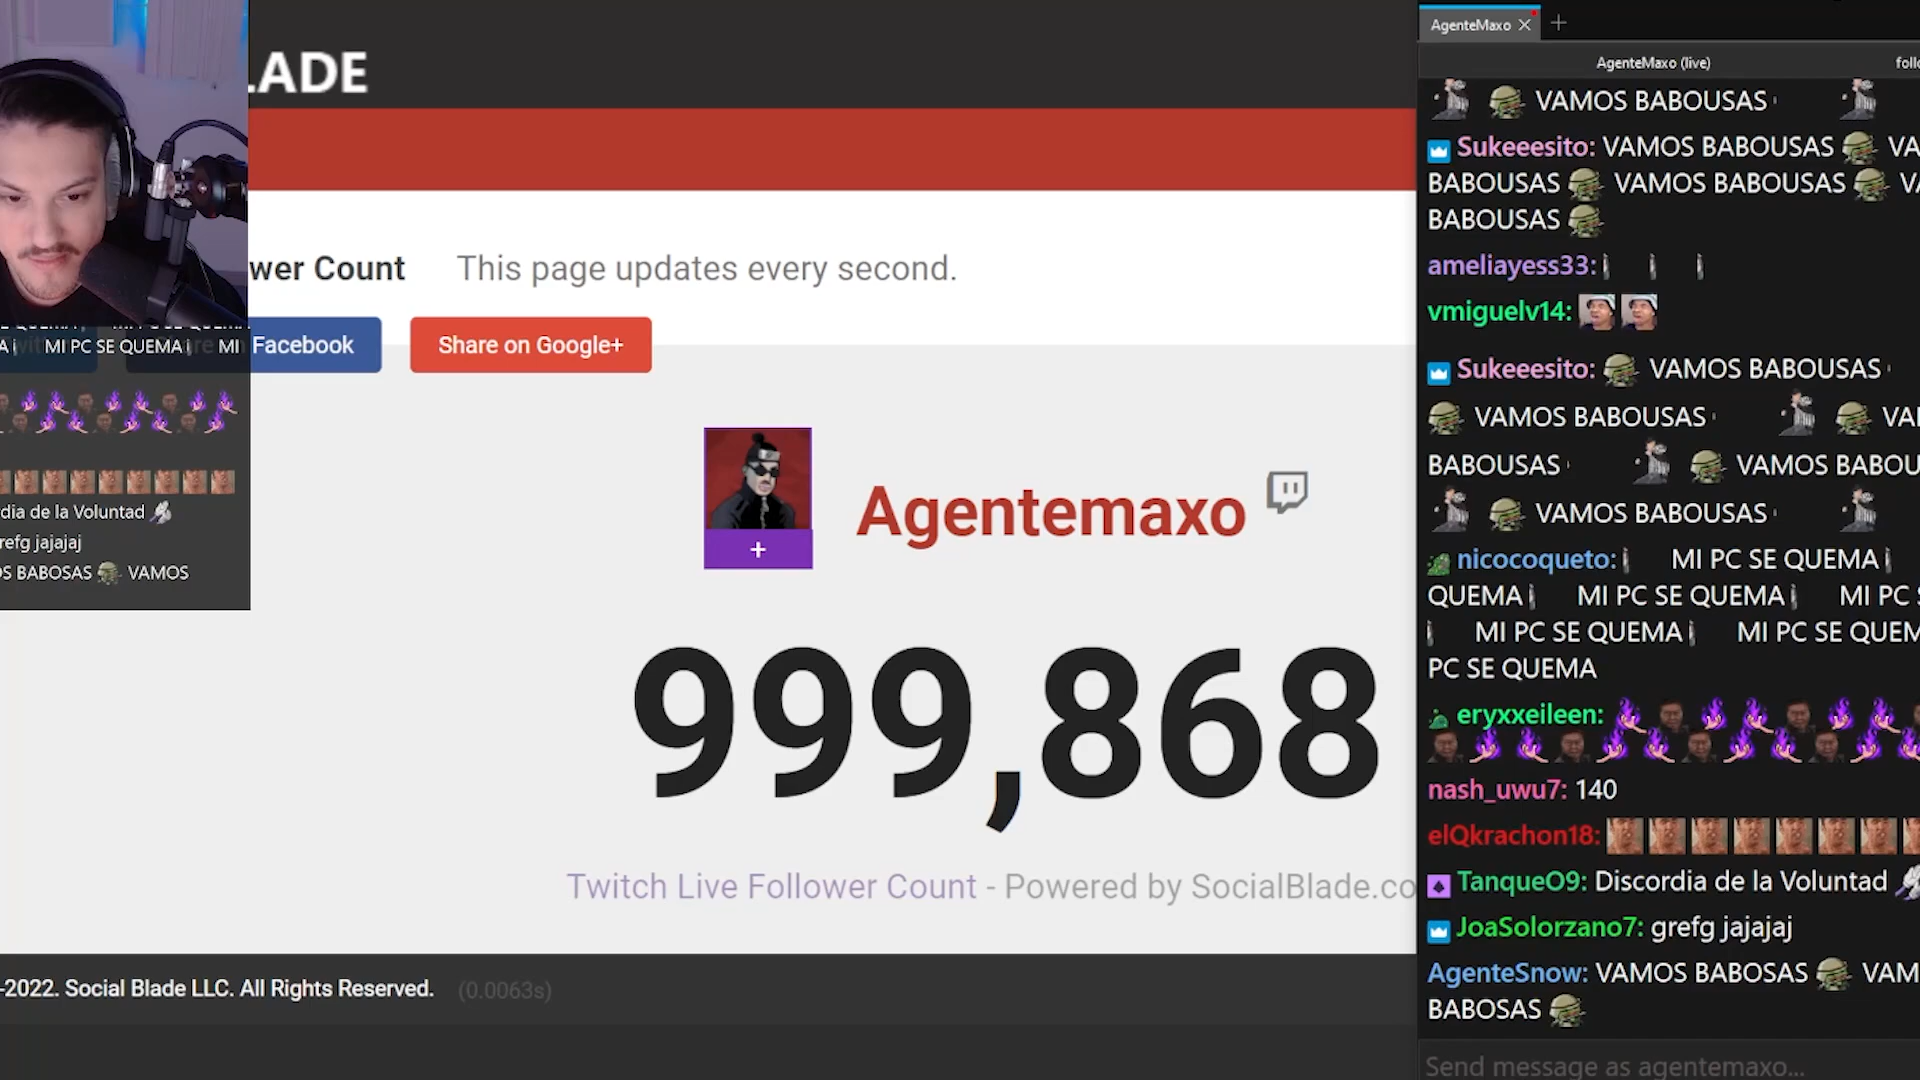 LADE
wer Count
This page updates every second.
MI PC SE QUEMA MI
Facebook
Share on Google+
dia de la Voluntad
refg jajajaj
OS BABOSAS VAMOS
+
Agentemaxo
999,868
Twitch Live Follower Count - Powered by SocialBlade.co
-2022. Social Blade LLC. All Rights Reserved.
(0.0063s)
AgenteMaxo
AgenteMaxo (live)
follo
VAMOS BABOUSAS
Sukeeesito: VAMOS BABOUSAS VA
BABOUSAS VAMOS BABOUSAS VA
BABOUSAS
ameliayess33:
vmiguelv14:
Sukeeesito: VAMOS BABOUSAS
VAMOS BABOUSAS VA
BABOUSAS VAMOS BABOU
VAMOS BABOUSAS
nicocoqueto: MI PC SE QUEMA
QUEMA MI PC SE QUEMA MI PC S
MI PC SE QUEMA MI PC SE QUEM
PC SE QUEMA
eryxxeileen:
nash_uwu7: 140
elQkrachon18:
TanqueO9: Discordia de la Voluntad
JoaSolorzano7: grefg jajajaj
AgenteSnow: VAMOS BABOSAS VAM
BABOSAS
Send message as agentemaxo...